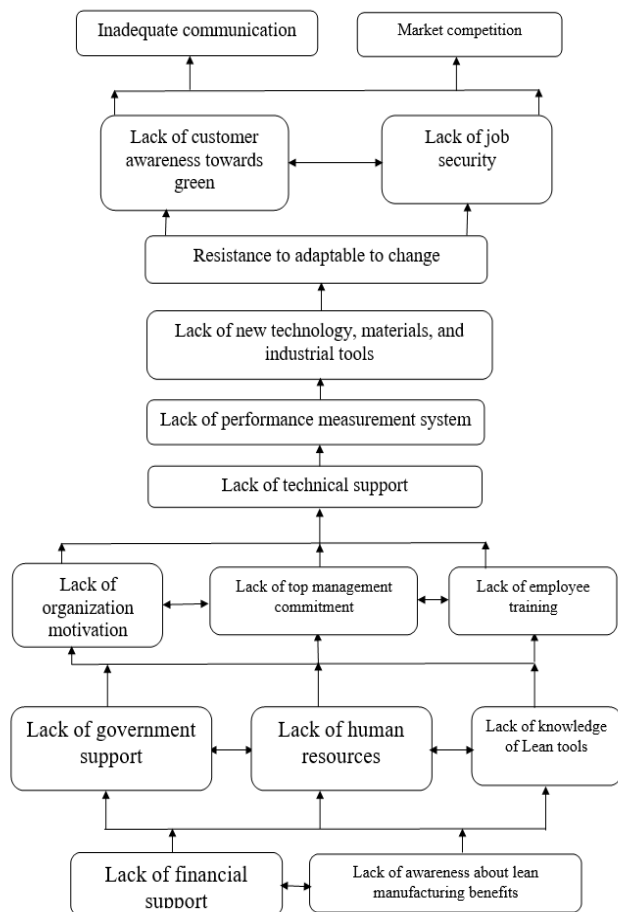 Inadequate communication
Market competition
Lack of customer
awareness towards
green
Lack of job
security
Resistance to adaptable to change
Lack of new technology, materials, and
industrial tools
Lack of performance measurement system
Lack of technical support
Lack of
organization
motivation
Lack of top management
commitment
Lack of employee
training
Lack of government
support
Lack of human
resources
Lack of knowledge
of Lean tools
Lack of financial
support
Lack of awareness about lean
manufacturing benefits